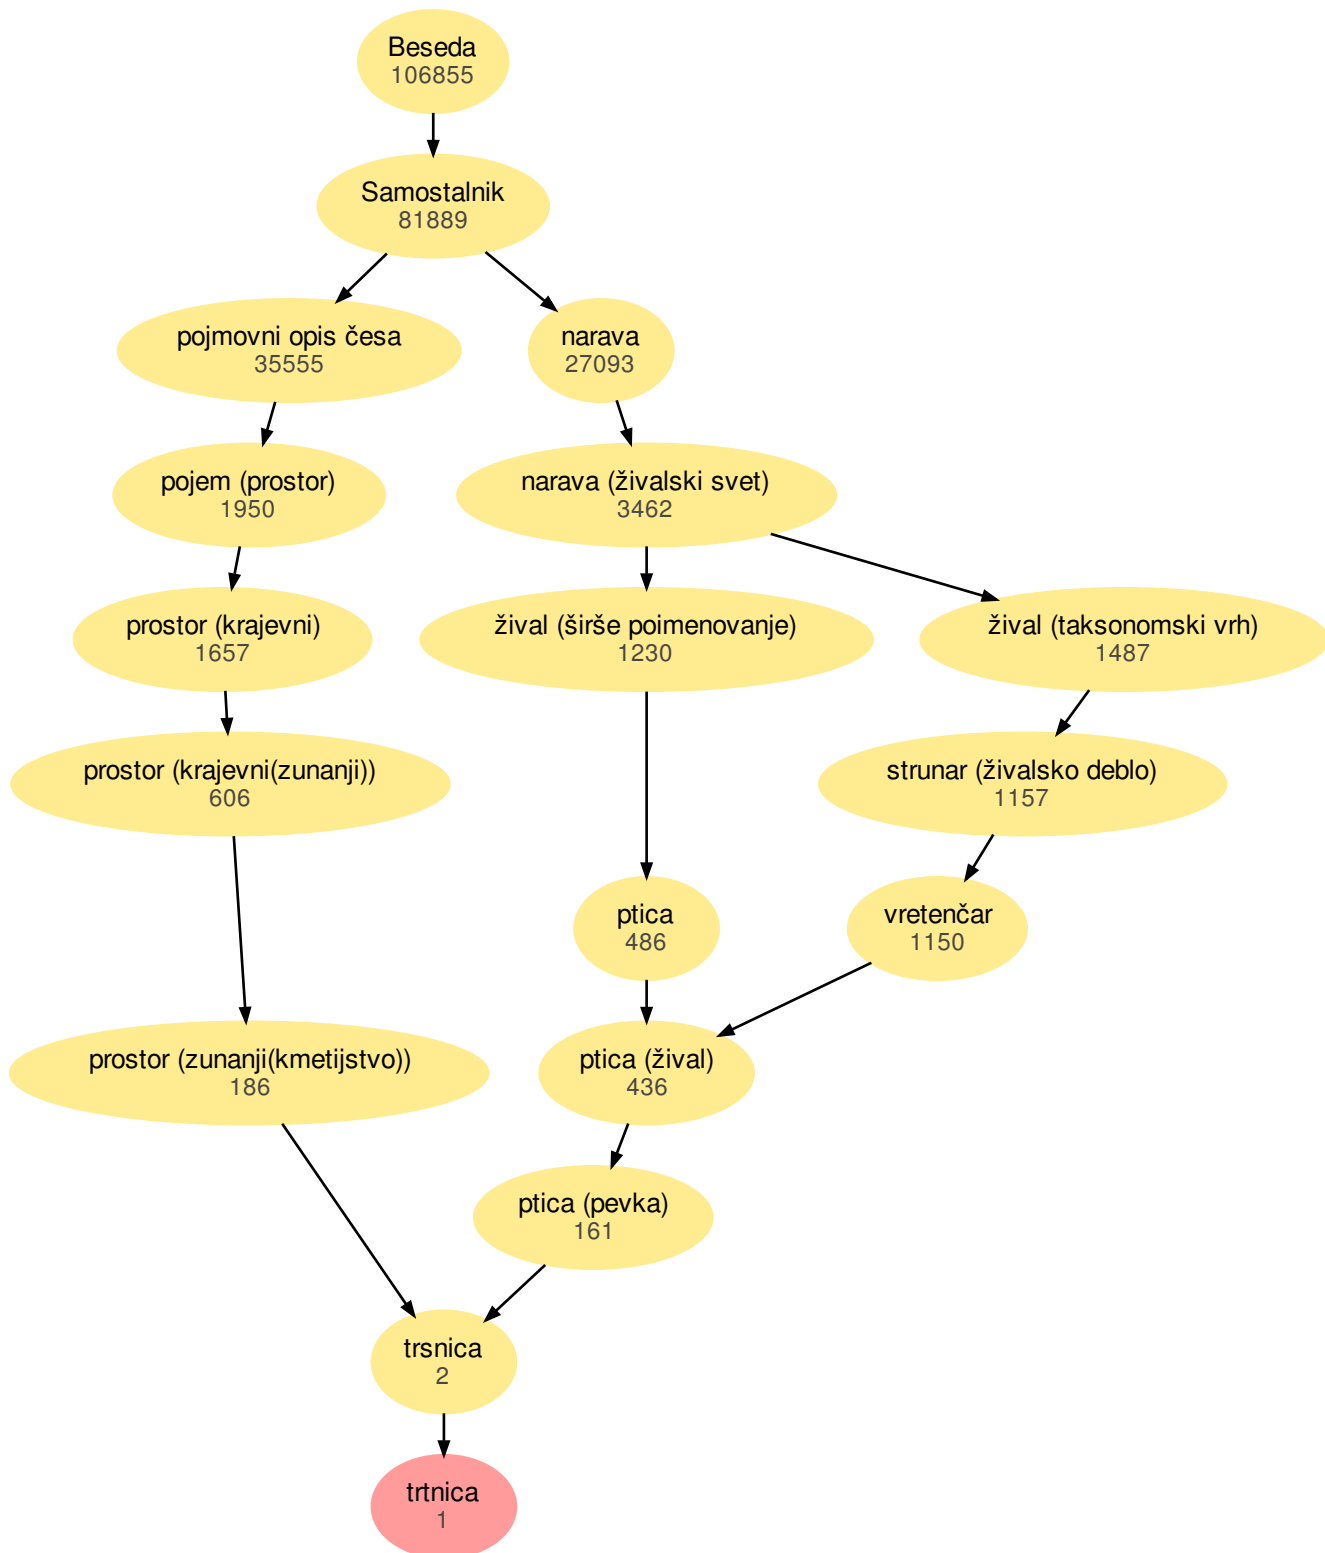 Beseda
106855
Samostalnik
81889
pojmovni opis česa
35555
narava
27093
pojem (prostor)
1950
narava (živalski svet)
3462
prostor (krajevni)
1657
žival (širše poimenovanje)
1230
žival (taksonomski vrh)
1487
prostor (krajevni(zunanji))
606
strunar (živalsko deblo)
1157
ptica
486
vretenčar
1150
prostor (zunanji(kmetijstvo))
186
ptica (žival)
436
ptica (pevka)
161
trsnica
2
trtnica
1